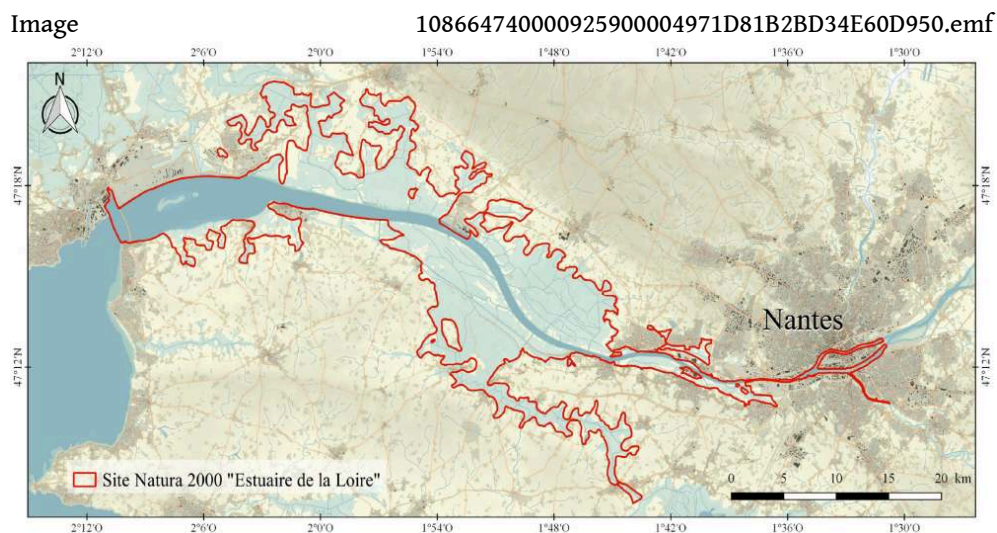 Image 108664740000925900004971D81B2BD34E60D950.emf
2°12'O 2°6'O 2°0'O 1°54'O 1°48'O 1°42'O 1°36'O 1°30'O
N
47°18'N 47°18'N
Nantes
47°12'N 47°12'N
Site Natura 2000 "Estuaire de la Loire"
0 5 10 15 20 km
2°12'O 2°6'O 2°0'O 1°54'O 1°48'O 1°42'O 1°36'O 1°30'O